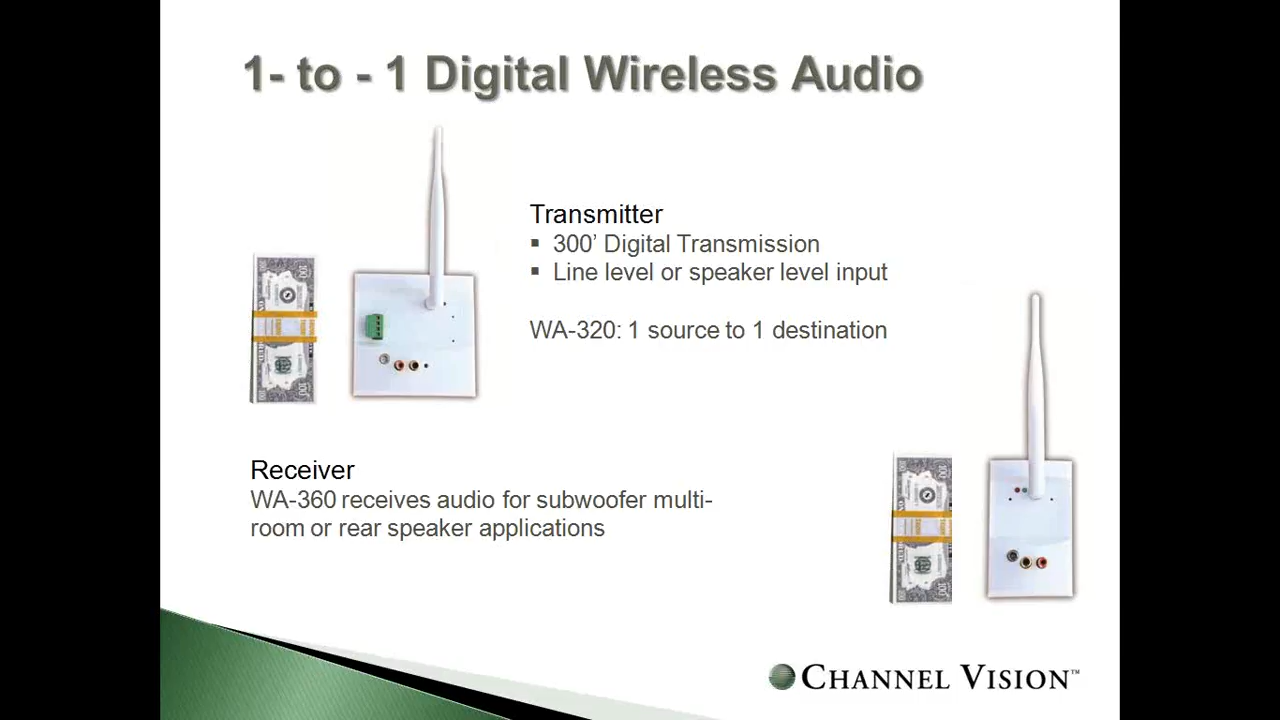 1- to - 1 Digital Wireless Audio
Transmitter
▪ 300’ Digital Transmission
▪ Line level or speaker level input
WA-320: 1 source to 1 destination
Receiver
WA-360 receives audio for subwoofer multi-
room or rear speaker applications
CHANNEL VISION™